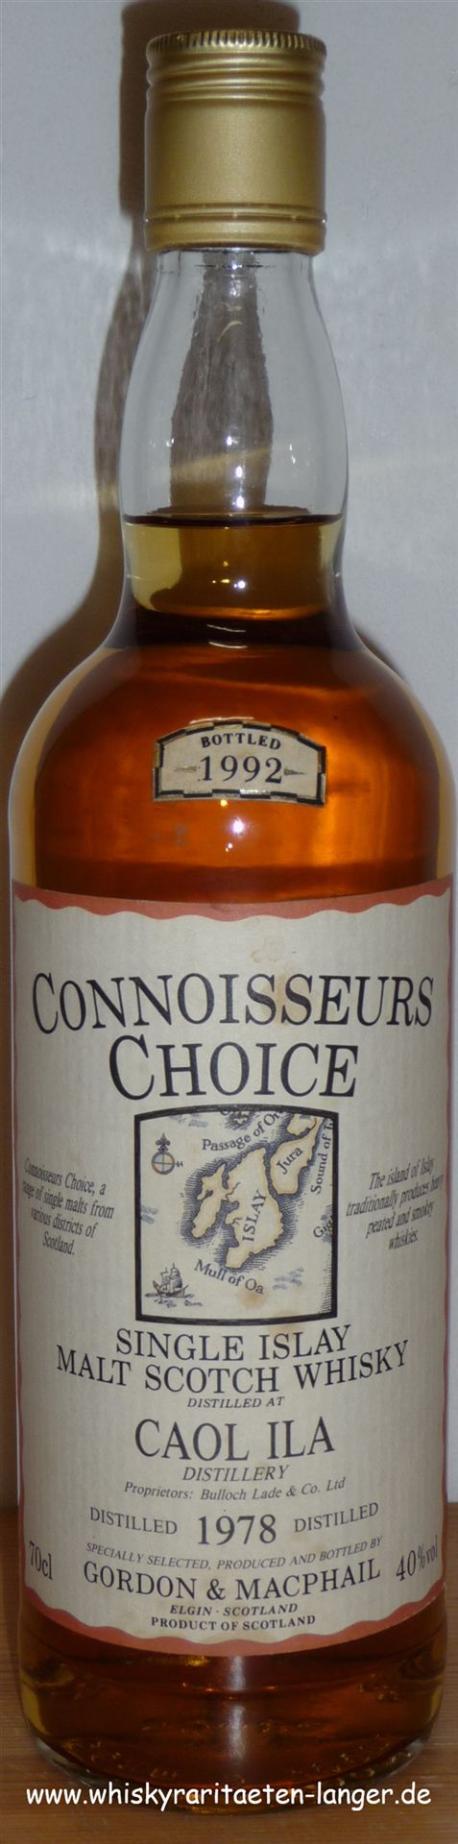 BOTTLED
1992
CONNOISSEURS
CHOICE
Passage of
Jura
Sound of
ISLAY
Mull of Oa
Connoisseurs Choice, a
range of single malts from
various districts of
Scotland.
The island of Islay
traditionally produces
peated and smokey
whiskies.
SINGLE ISLAY
MALT SCOTCH WHISKY
DISTILLED AT
CAOL ILA
DISTILLERY
Proprietors: Bulloch Lade & Co. Ltd
DISTILLED 1978 DISTILLED
SPECIALLY SELECTED, PRODUCED AND BOTTLED BY
70cl GORDON & MACPHAIL 40%vol
ELGIN · SCOTLAND
PRODUCT OF SCOTLAND
www.whiskyraritaeten-langer.de